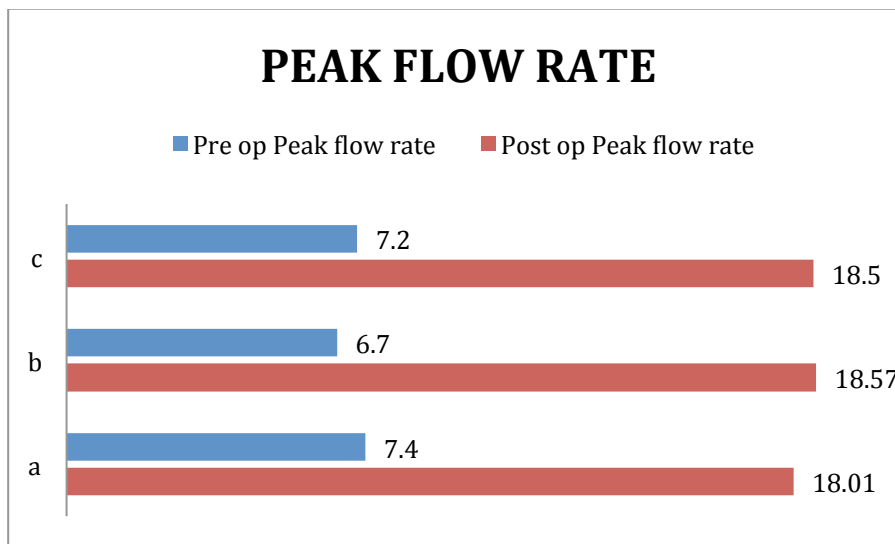 PEAK FLOW RATE
Pre op Peak flow rate Post op Peak flow rate
c
7.2
18.5
b
6.7
18.57
a
7.4
18.01